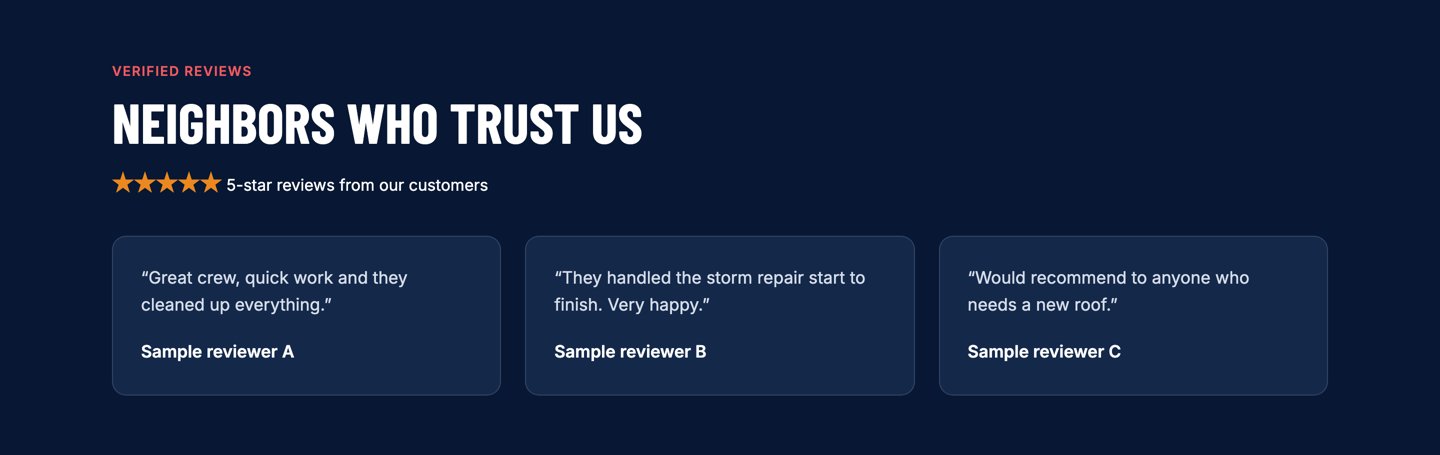 VERIFIED REVIEWS
NEIGHBORS WHO TRUST US
★★★★★ 5-star reviews from our customers
“Great crew, quick work and they
cleaned up everything.”
Sample reviewer A
“They handled the storm repair start to
finish. Very happy.”
Sample reviewer B
“Would recommend to anyone who
needs a new roof.”
Sample reviewer C